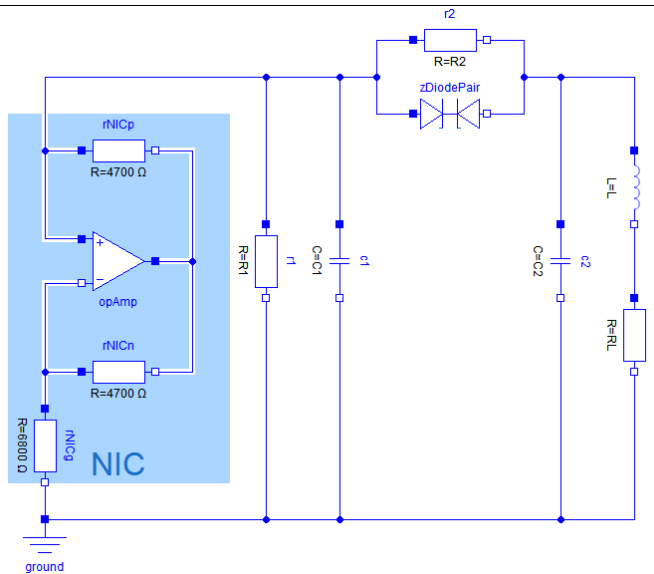 r2
R=R2
zDiodePair
rNICp
R=4700 Ω
+
−
opAmp
rNICn
R=4700 Ω
R=6800 Ω
rNICg
NIC
ground
R=R1
r1
C=C1
c1
C=C2
c2
L=L
R=RL